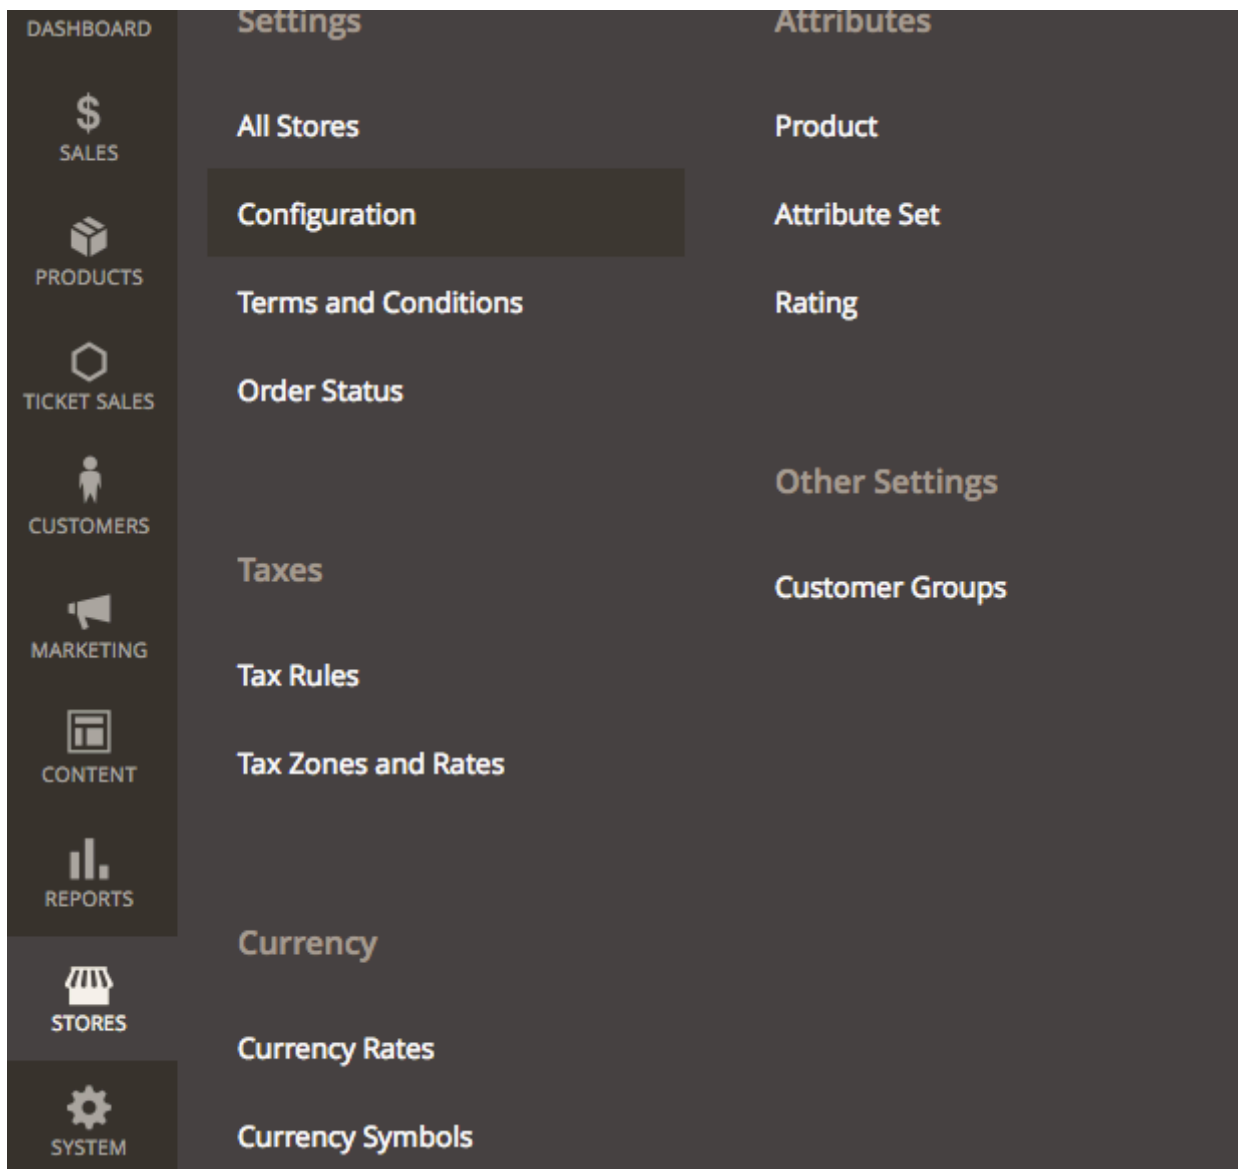 DASHBOARD
SALES
PRODUCTS
TICKET SALES
CUSTOMERS
MARKETING
CONTENT
REPORTS
STORES
SYSTEM
Settings
All Stores
Configuration
Terms and Conditions
Order Status
Taxes
Tax Rules
Tax Zones and Rates
Currency
Currency Rates
Currency Symbols
Attributes
Product
Attribute Set
Rating
Other Settings
Customer Groups